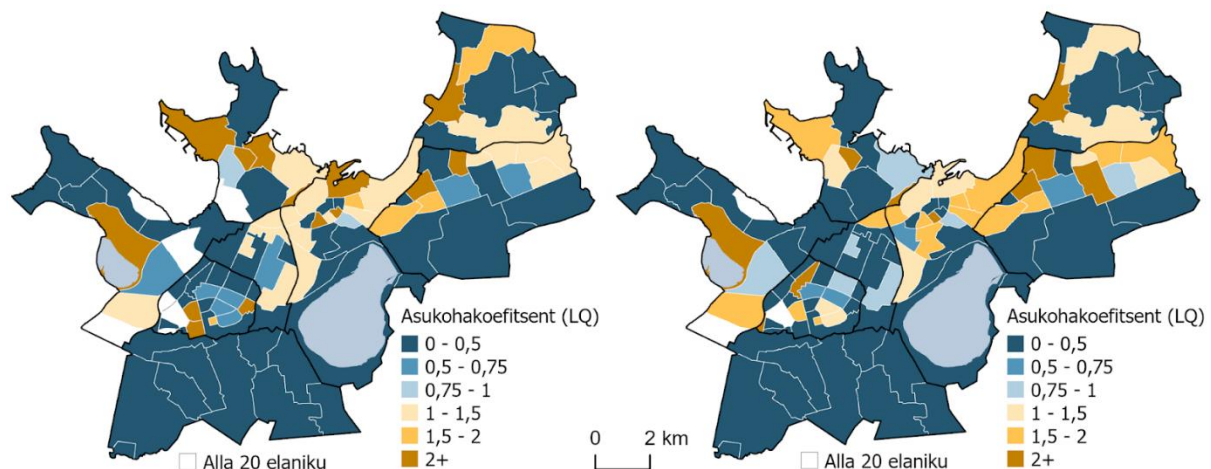 Asukohakoefitsent (LQ)
0 - 0,5
0,5 - 0,75
0,75 - 1
1 - 1,5
1,5 - 2
2+
Alla 20 elaniku
0 2 km
Asukohakoefitsent (LQ)
0 - 0,5
0,5 - 0,75
0,75 - 1
1 - 1,5
1,5 - 2
2+
Alla 20 elaniku